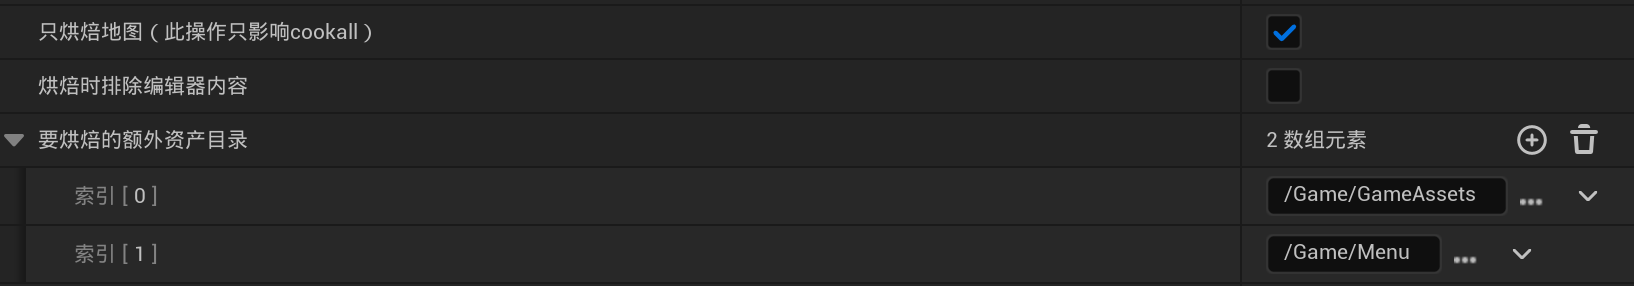 只烘焙地图（此操作只影响cookall）
烘焙时排除编辑器内容
要烘焙的额外资产目录 2 数组元素
索引 [ 0 ] /Game/GameAssets
索引 [ 1 ] /Game/Menu